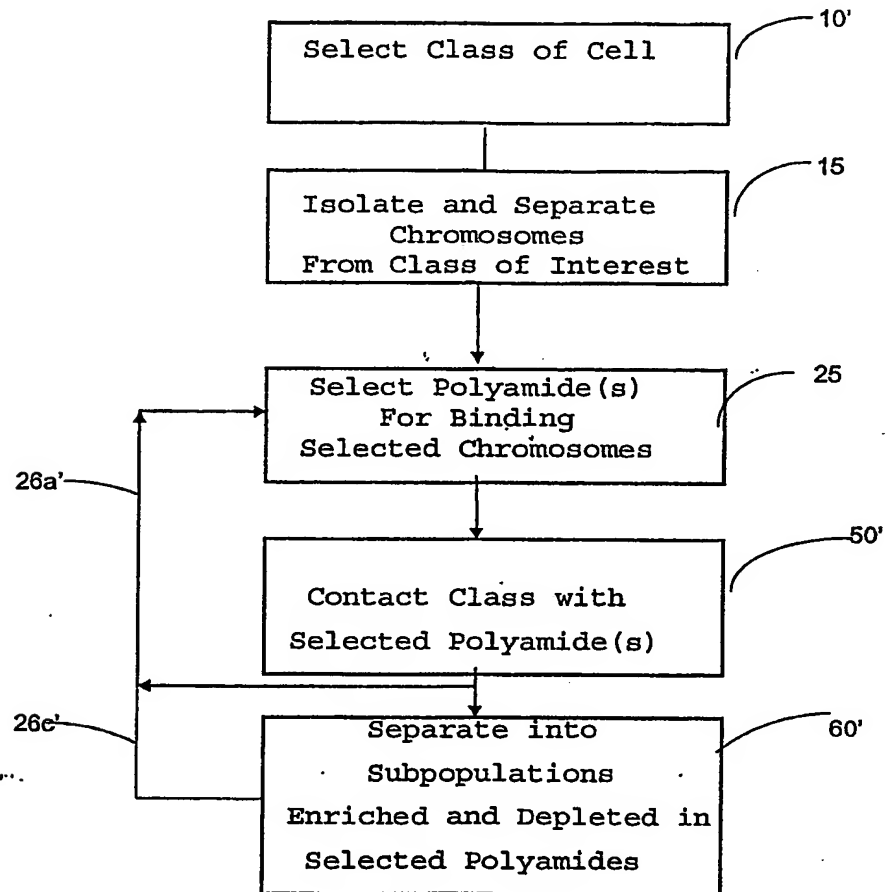 10'
Select Class of Cell
15
Isolate and Separate
Chromosomes
From Class of Interest
25
Select Polyamide(s)
For Binding
Selected Chromosomes
26a'
50'
Contact Class with
Selected Polyamide(s)
26c'
60'
Separate into
Subpopulations
Enriched and Depleted in
Selected Polyamides